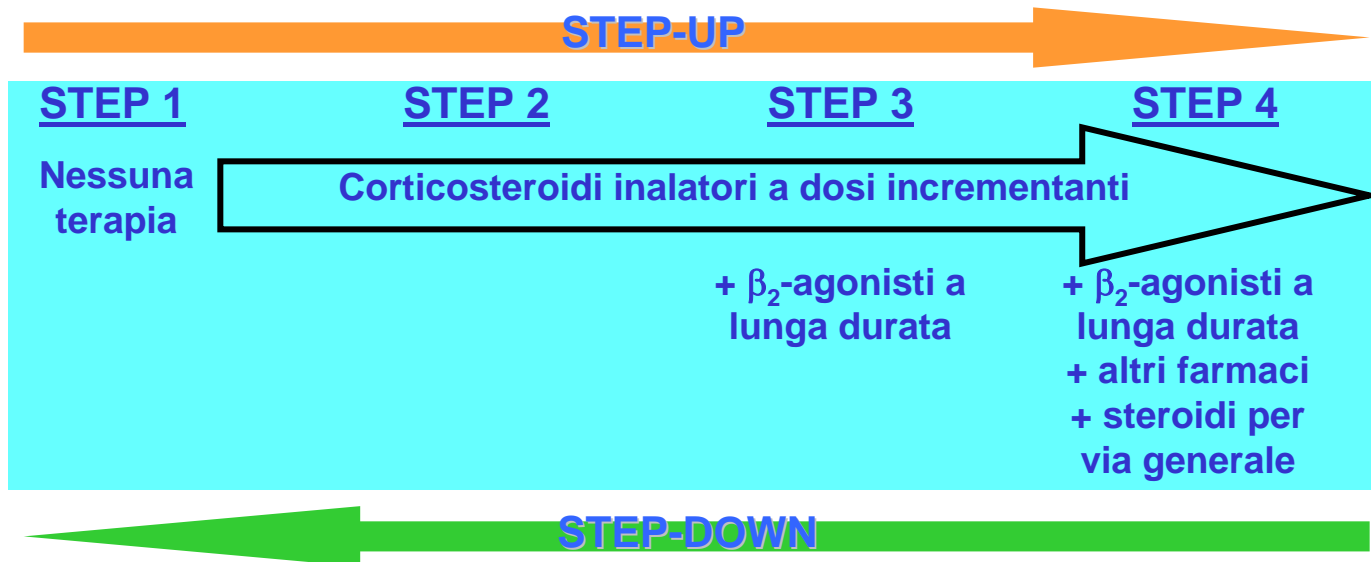 STEP-UP
STEP 1
STEP 2
STEP 3
STEP 4
Nessuna
terapia
Corticosteroidi inalatori a dosi incrementanti
+ β₂-agonisti a
lunga durata
+ β₂-agonisti a
lunga durata
+ altri farmaci
+ steroidi per
via generale
STEP-DOWN